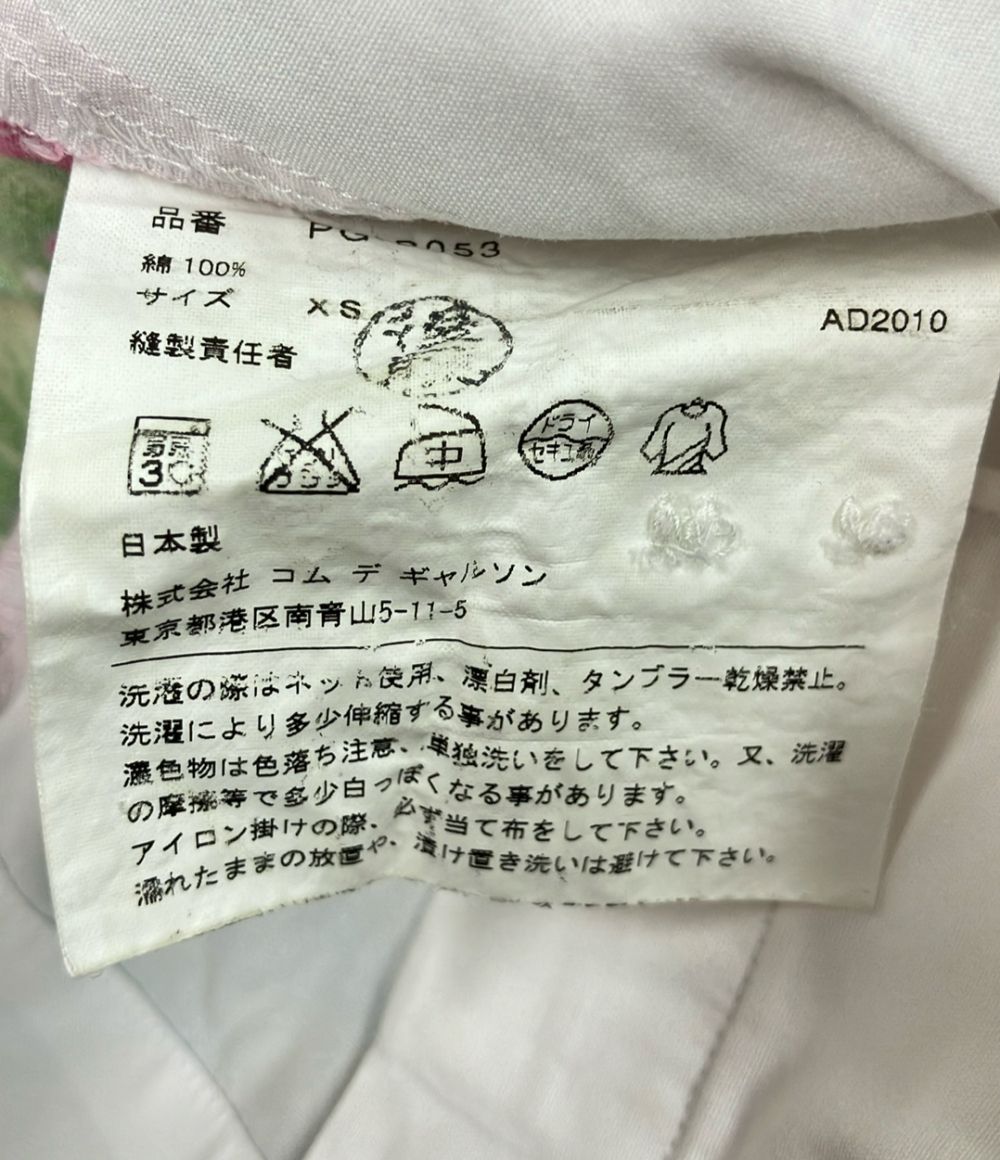 品番
綿 100%
サイズ XS
AD2010
縫製責任者
弱 30
中
ドライ
セキユ系
日本製
株式会社 コム デ ギャルソン
東京都港区南青山5-11-5
洗濯の際はネット使用、漂白剤、タンブラー乾燥禁止。
洗濯により多少伸縮する事があります。
濃色物は色落ち注意、単独洗いをして下さい。又、洗濯
の摩擦等で多少白っぽくなる事があります。
アイロン掛けの際、必ず当て布をして下さい。
濡れたままの放置や、漬け置き洗いは避けて下さい。